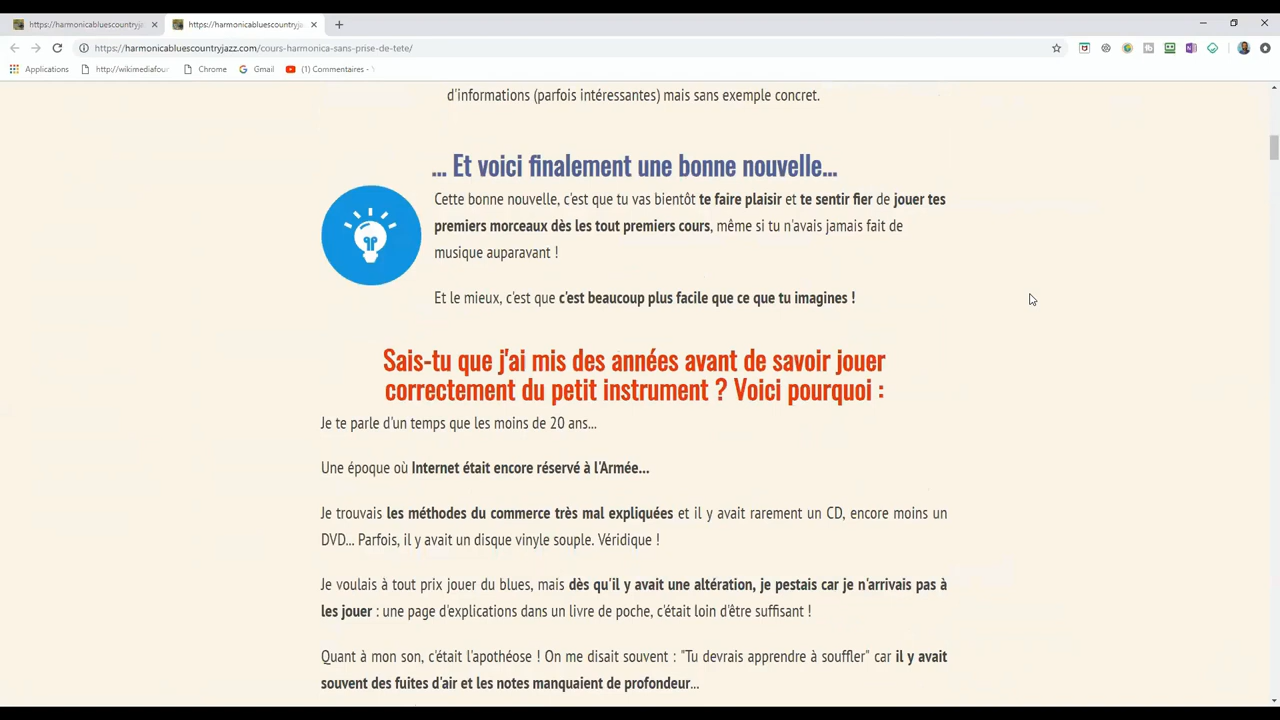 https://harmonicabluescountryja
https://harmonicabluescountryja
https://harmonicabluescountryjazz.com/cours-harmonica-sans-prise-de-tete/
Applications
http://wikimediafour
Chrome
Gmail
(1) Commentaires -
d'informations (parfois intéressantes) mais sans exemple concret.
... Et voici finalement une bonne nouvelle...
Cette bonne nouvelle, c'est que tu vas bientôt te faire plaisir et te sentir fier de jouer tes
premiers morceaux dès les tout premiers cours, même si tu n'avais jamais fait de
musique auparavant !
Et le mieux, c'est que c'est beaucoup plus facile que ce que tu imagines !
Sais-tu que j'ai mis des années avant de savoir jouer
correctement du petit instrument ? Voici pourquoi :
Je te parle d'un temps que les moins de 20 ans...
Une époque où Internet était encore réservé à l'Armée...
Je trouvais les méthodes du commerce très mal expliquées et il y avait rarement un CD, encore moins un
DVD... Parfois, il y avait un disque vinyle souple. Véridique !
Je voulais à tout prix jouer du blues, mais dès qu'il y avait une altération, je pestais car je n'arrivais pas à
les jouer : une page d'explications dans un livre de poche, c'était loin d'être suffisant !
Quant à mon son, c'était l'apothéose ! On me disait souvent : "Tu devrais apprendre à souffler" car il y avait
souvent des fuites d'air et les notes manquaient de profondeur...